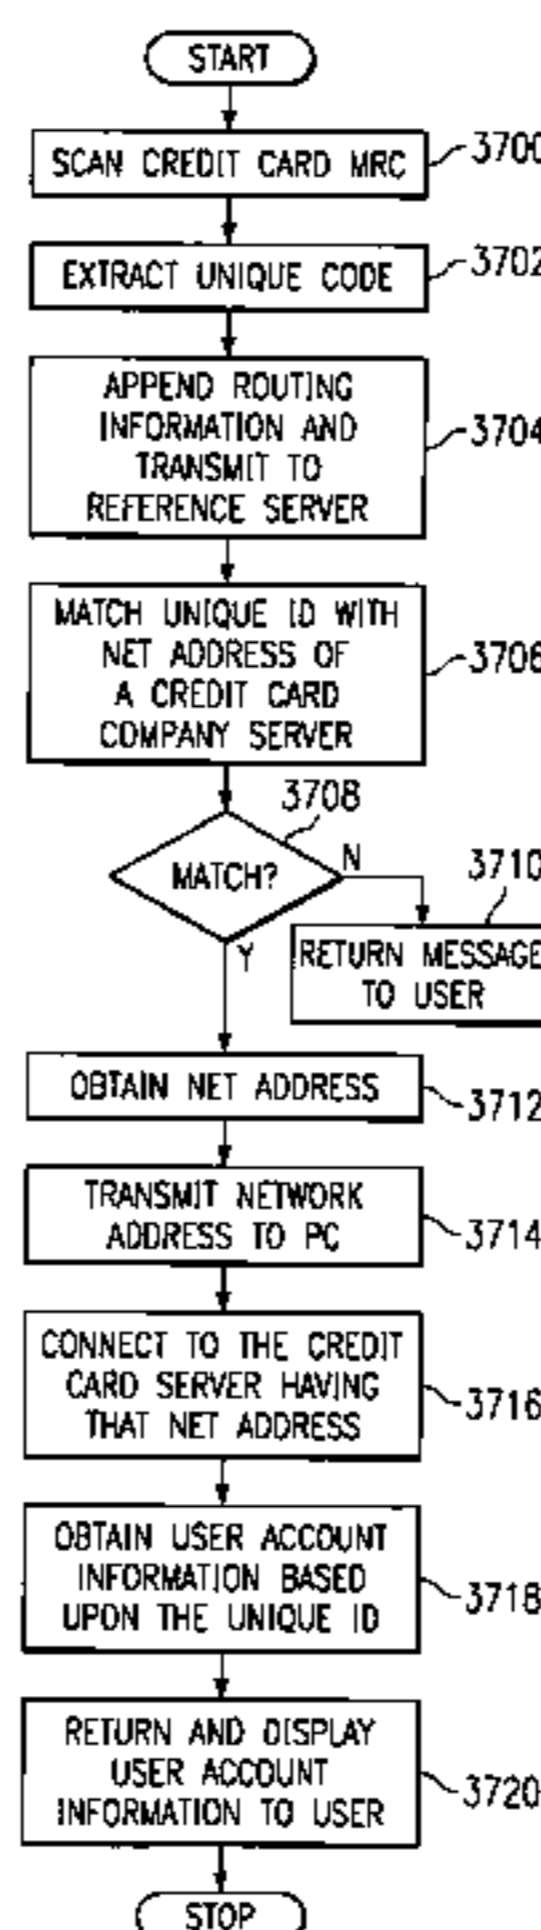 START
SCAN CREDIT CARD MRC
3700
EXTRACT UNIQUE CODE
3702
APPEND ROUTING
INFORMATION AND
TRANSMIT TO
REFERENCE SERVER
3704
MATCH UNIQUE ID WITH
NET ADDRESS OF
A CREDIT CARD
COMPANY SERVER
3706
3708
MATCH?
N
Y
3710
RETURN MESSAGE
TO USER
OBTAIN NET ADDRESS
3712
TRANSMIT NETWORK
ADDRESS TO PC
3714
CONNECT TO THE CREDIT
CARD SERVER HAVING
THAT NET ADDRESS
3716
OBTAIN USER ACCOUNT
INFORMATION BASED
UPON THE UNIQUE ID
3718
RETURN AND DISPLAY
USER ACCOUNT
INFORMATION TO USER
3720
STOP